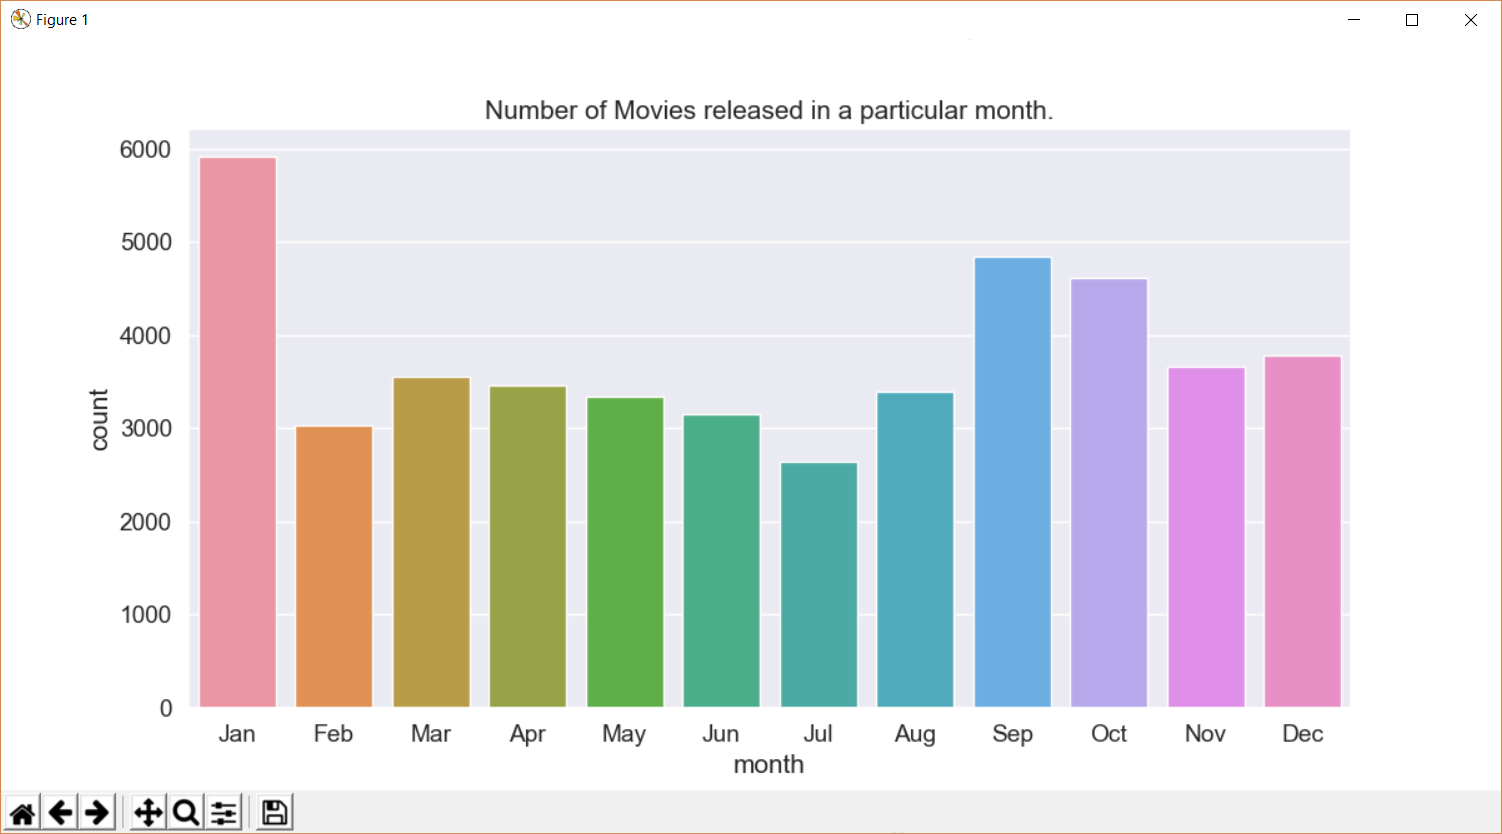 Figure 1
Number of Movies released in a particular month.
6000
5000
4000
3000
2000
1000
0
count
Jan Feb Mar Apr May Jun Jul Aug Sep Oct Nov Dec
month